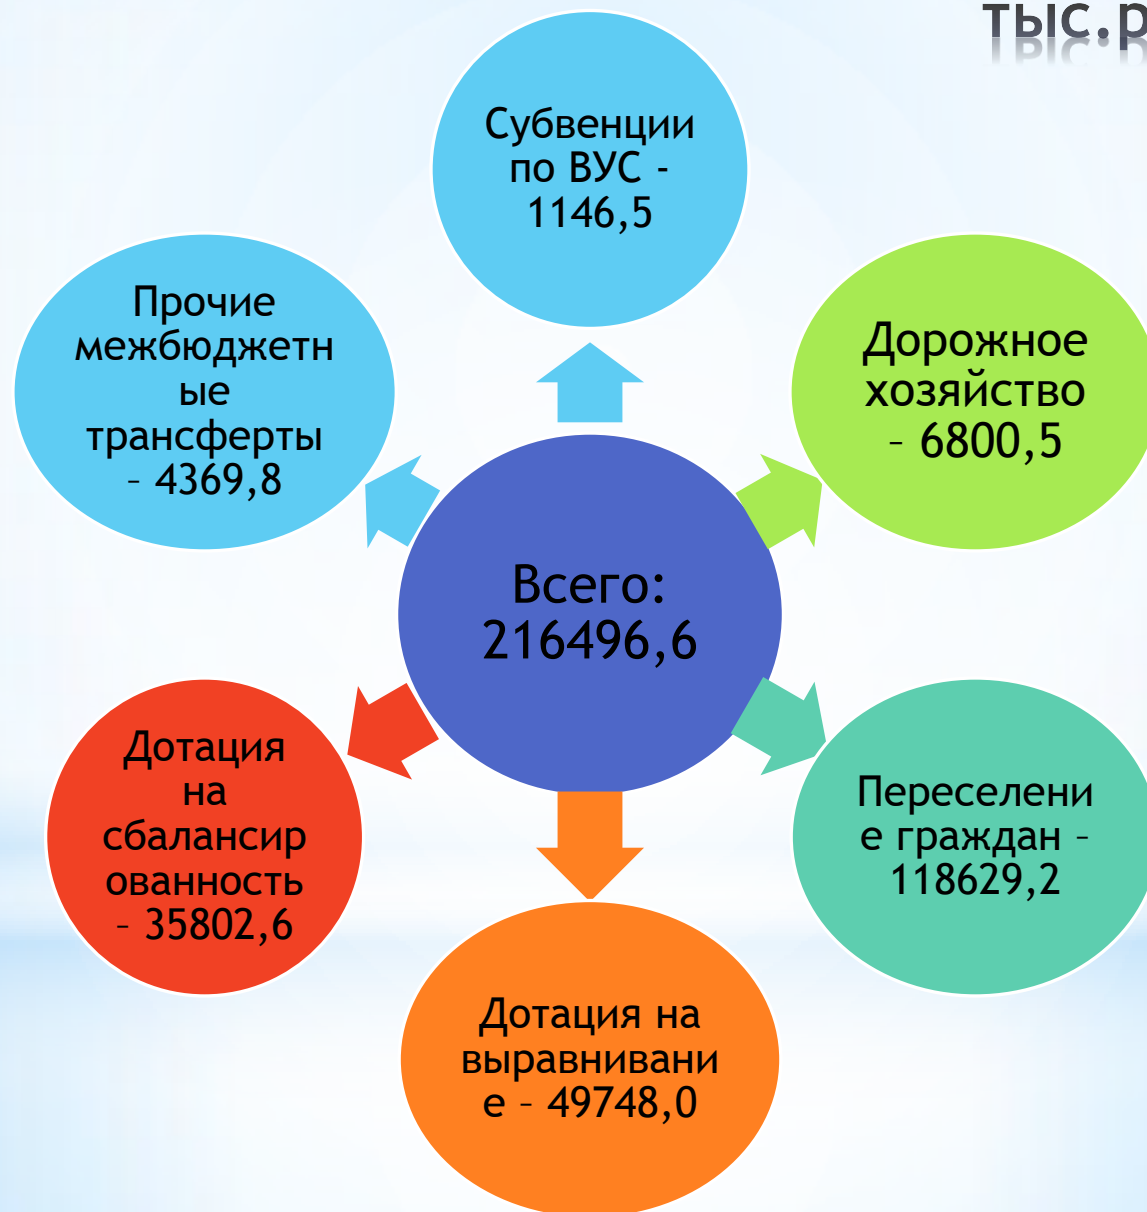 тыс.р
Субвенции
по ВУС -
1146,5
Дорожное
хозяйство
– 6800,5
Переселени
е граждан –
118629,2
Дотация на
выравнивани
е – 49748,0
Дотация
на
сбалансир
ованность
– 35802,6
Прочие
межбюджетн
ые
трансферты
– 4369,8
Всего:
216496,6